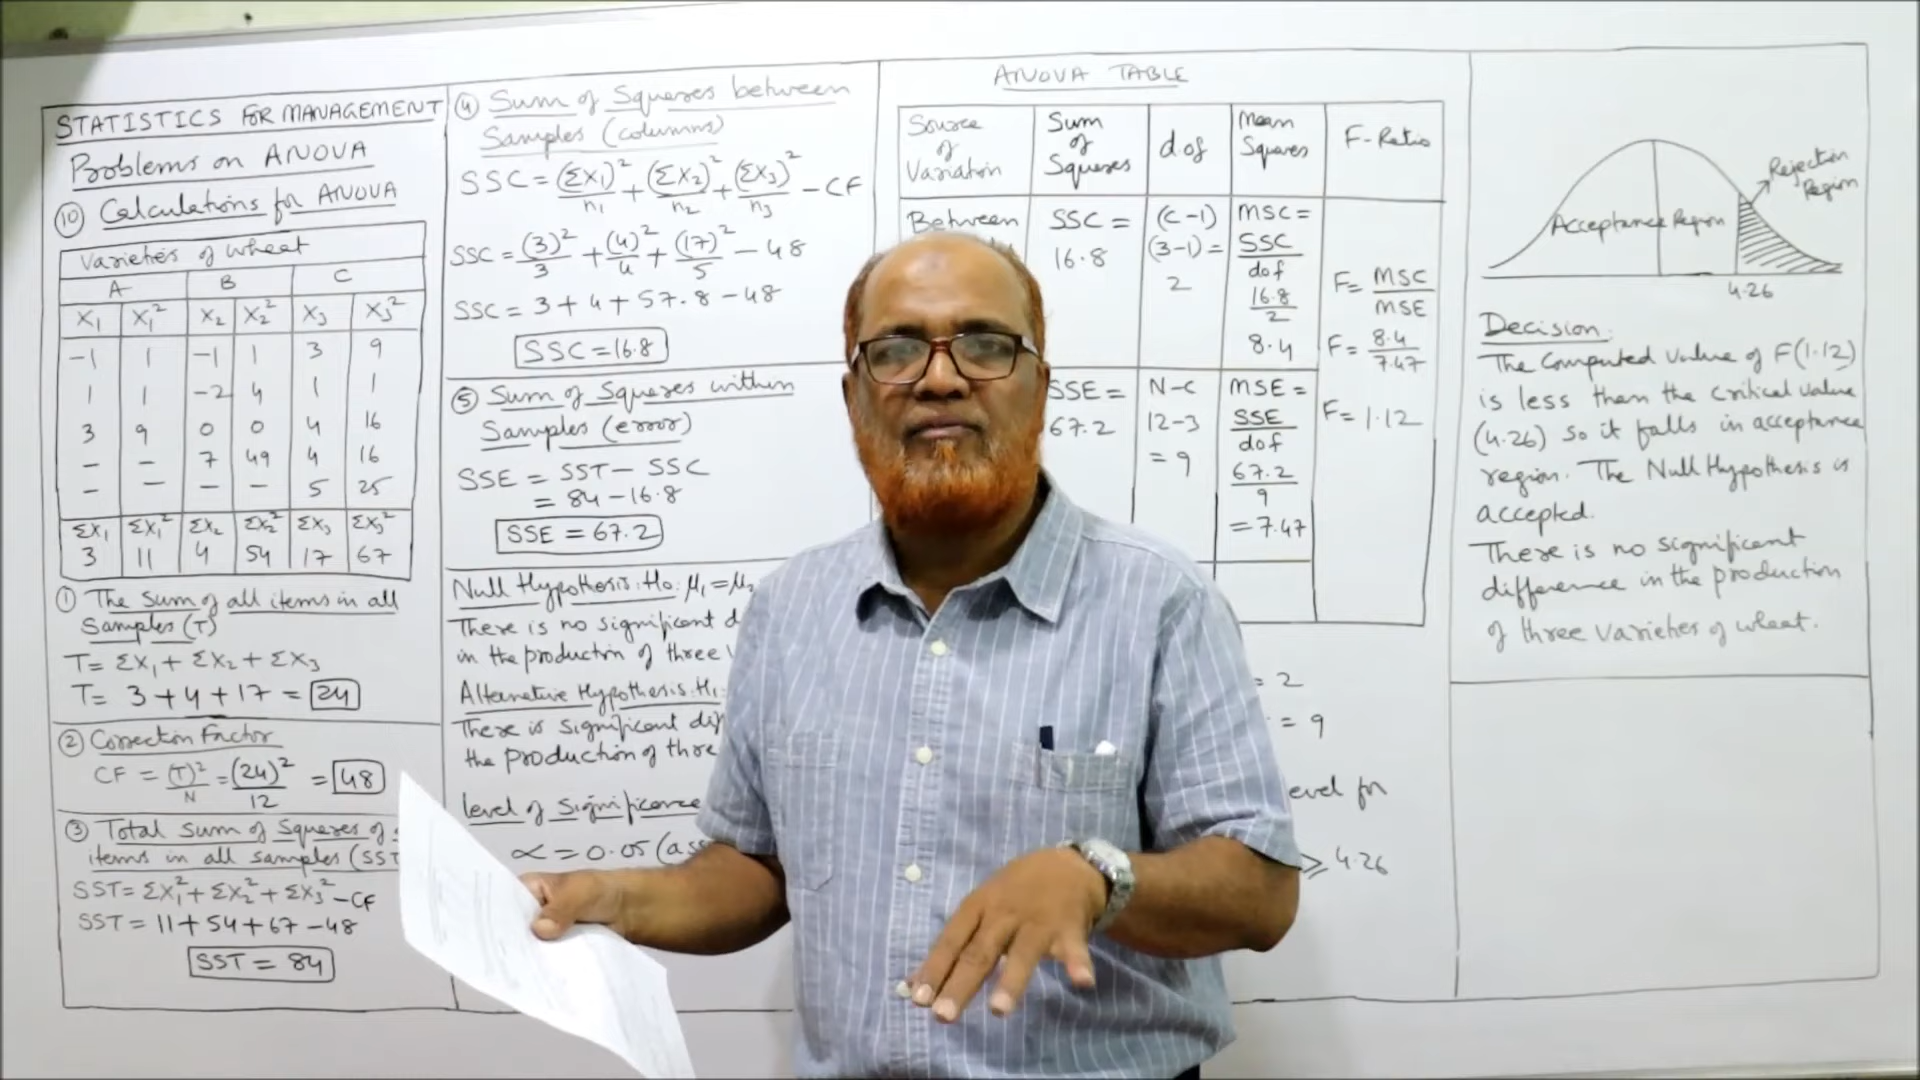 STATISTICS FOR MANAGEMENT
Problems on ANOVA
⑩ Calculations for ANOVA
Varieties of wheat
A B C
X₁ X₁² X₂ X₂² X₃ X₃²
-1 1 -1 1 3 9
1 1 -2 4 1 1
3 9 0 0 4 16
- - 7 49 4 16
- - - - 5 25
ΣX₁ ΣX₁² ΣX₂ ΣX₂² ΣX₃ ΣX₃²
3 11 4 54 17 67
① The sum of all items in all
Samples (T)
T= ΣX₁ + ΣX₂ + ΣX₃
T= 3+4+17 = 24
② Correction Factor
CF = (T)²/N = (24)²/12 = 48
③ Total Sum of Squares of
items in all samples (SST
SST= ΣX₁² + ΣX₂² + ΣX₃² - CF
SST = 11+54+67-48
SST = 84
④ Sum of Squares between
Samples (columns)
SSC = (ΣX₁)²/n₁ + (ΣX₂)²/n₂ + (ΣX₃)²/n₃ - CF
SSC = (3)²/3 + (4)²/4 + (17)²/5 - 48
SSC = 3+4+57.8-48
SSC = 16.8
⑤ Sum of Squares within
Samples (error)
SSE = SST - SSC
= 84-16.8
SSE = 67.2
Null Hypothesis: H₀: μ₁ = μ₂
There is no significant d
in the production of three
Alternative Hypothesis: H₁:
There is significant dif
the production of thre
level of significance
α = 0.05 (ass
ANOVA TABLE
Source of Variation Sum of Squares dof Mean Squares F-Ratio
Between SSC = 16.8 (c-1) (3-1) = 2 MSC = SSC/dof 16.8/2 8.4
F = MSC/MSE
F = 8.4/7.47
F = 1.12
SSE = 67.2 N-C 12-3 = 9 MSE = SSE/dof 67.2/9 = 7.47
= 2
= 9
evel for
≥ 4.26
Acceptance Region
Rejection
Region
4.26
Decision:
The Computed value of F(1.12)
is less than the critical value
(4.26) so it falls in acceptance
region. The Null Hypothesis is
accepted.
There is no significant
difference in the production
of three varieties of wheat.